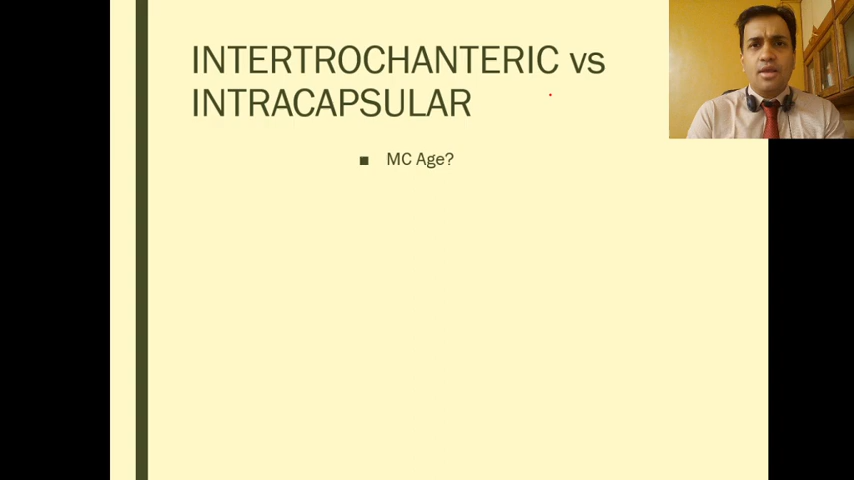 INTERTROCHANTERIC vs
INTRACAPSULAR
■ MC Age?